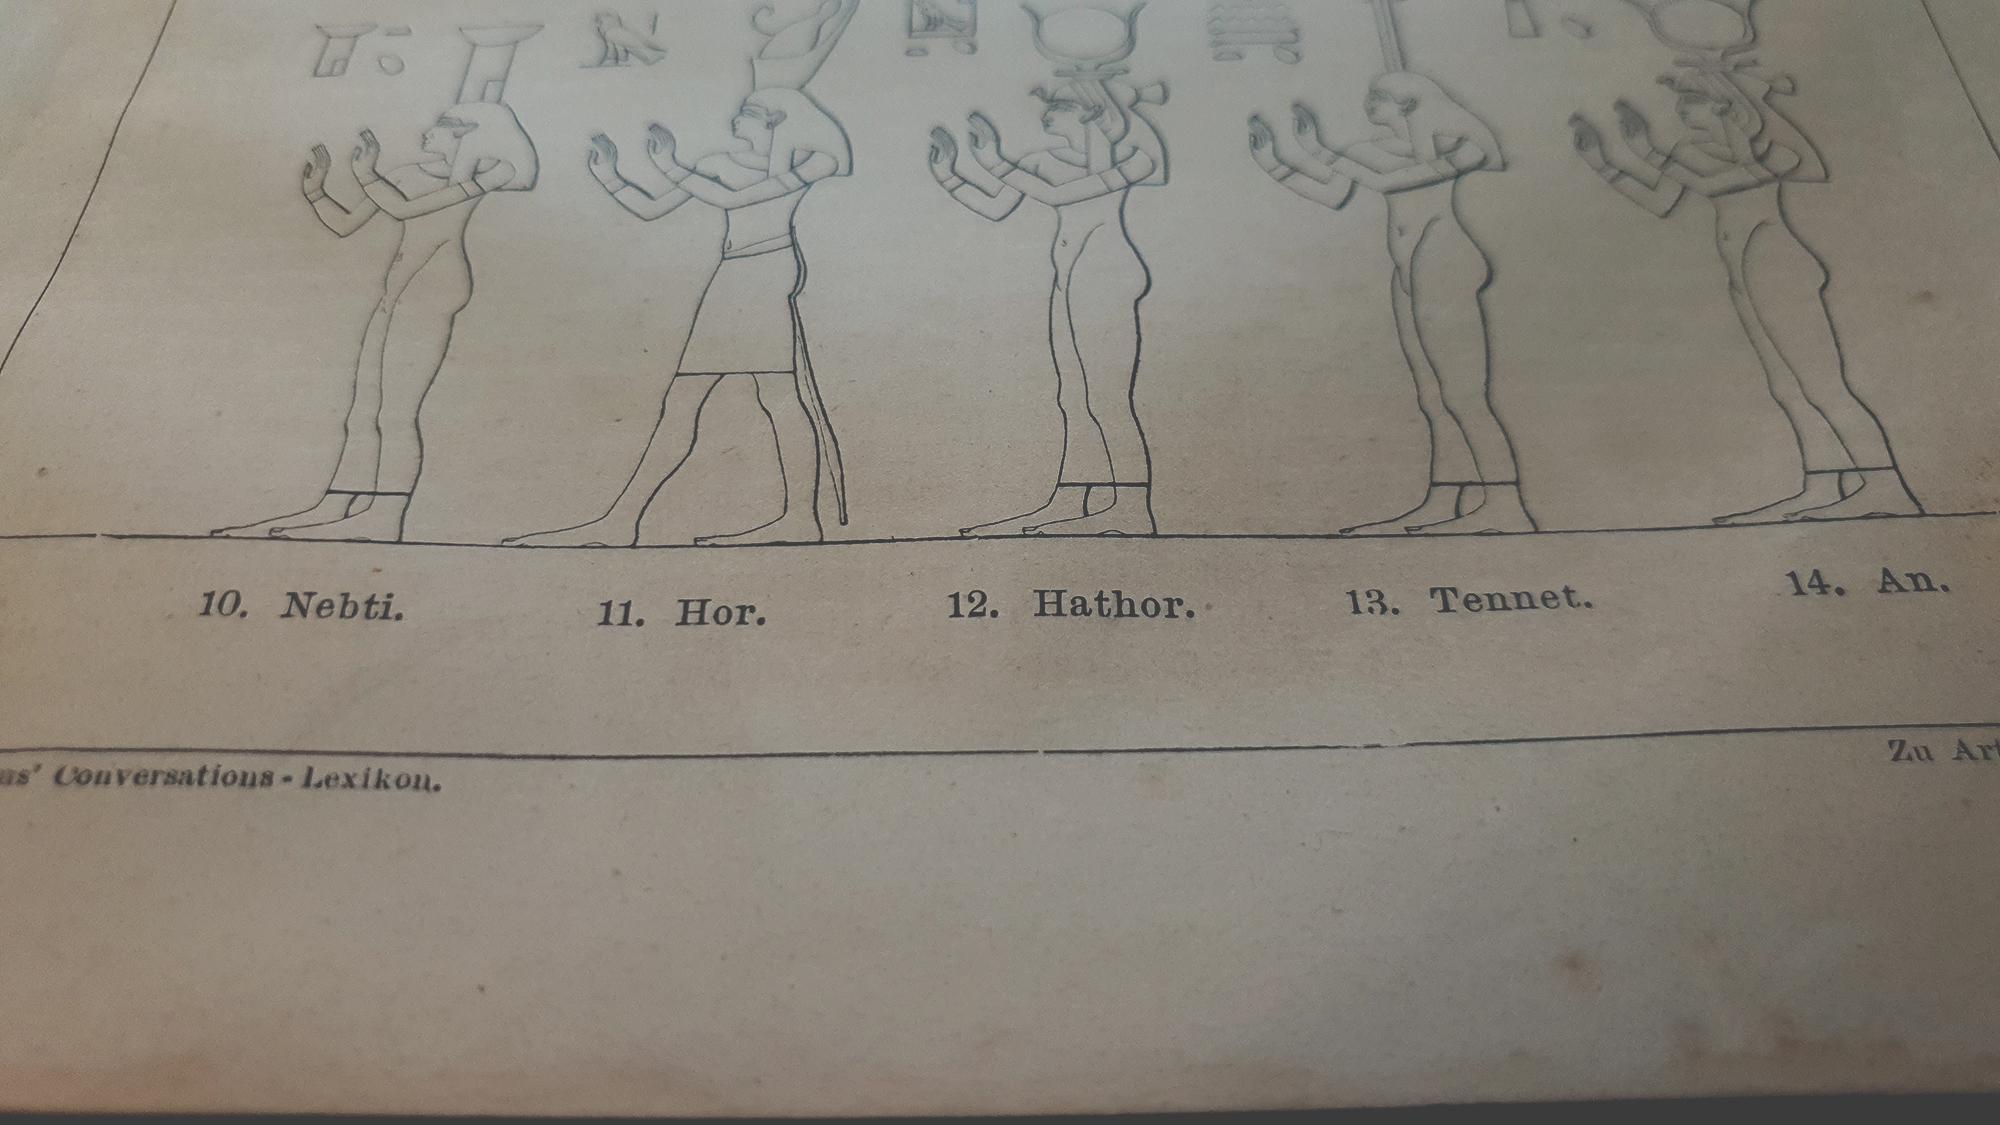 10. Nebti. 11. Hor. 12. Hathor. 13. Tennet. 14. An.
Conversations-Lexikon. Zu